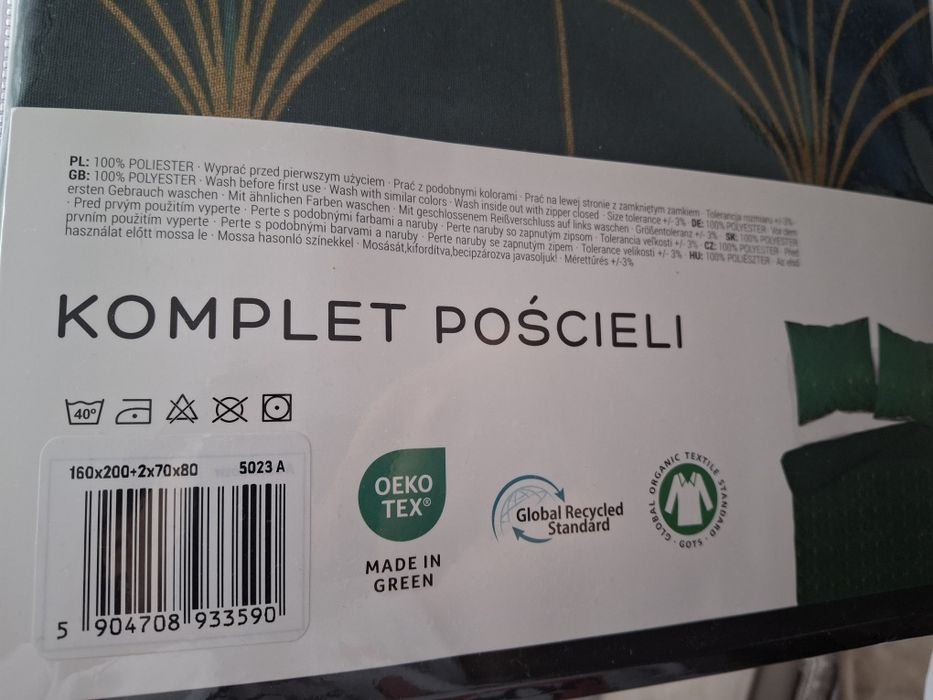 PL: 100% POLIESTER · Wyprać przed pierwszym użyciem · Prać z podobnymi kolorami · Prać na lewej stronie z zamkniętym zamkiem · Tolerancja rozmiaru +/-3%
GB: 100% POLYESTER · Wash before first use · Wash with similar colors · Wash inside out with zipper closed · Size tolerance +/- 3% DE: 100% POLYESTER · Vor dem
ersten Gebrauch waschen · Mit ähnlichen Farben waschen · Mit geschlossenem Reißverschluss auf links waschen · Größentoleranz +/- 3% · SK: 100% POLYESTER
· Pred prvým použitím vyperte · Perte s podobnými farbami a naruby · Perte naruby so zapnutým zipsom · Tolerancia veľkosti +/- 3% · CZ: 100% POLYESTER · Před
prvním použitím vyperte · Perte s podobnými barvami a naruby · Perte naruby se zapnutým zipem · Tolerance velikosti +/- 3% · HU: 100% POLIÉSZTER · Az első
használat előtt mossa le · Mossa hasonló színekkel · Mosását,kifordítva,becipzározva javasoljuk! · Mérettűrés +/-3%
KOMPLET POŚCIELI
40°
160x200+2x70x80 5023 A
5 904708 933590
OEKO
TEX®
MADE IN
GREEN
Global Recycled
Standard
GLOBAL ORGANIC TEXTILE STANDARD · GOTS ·